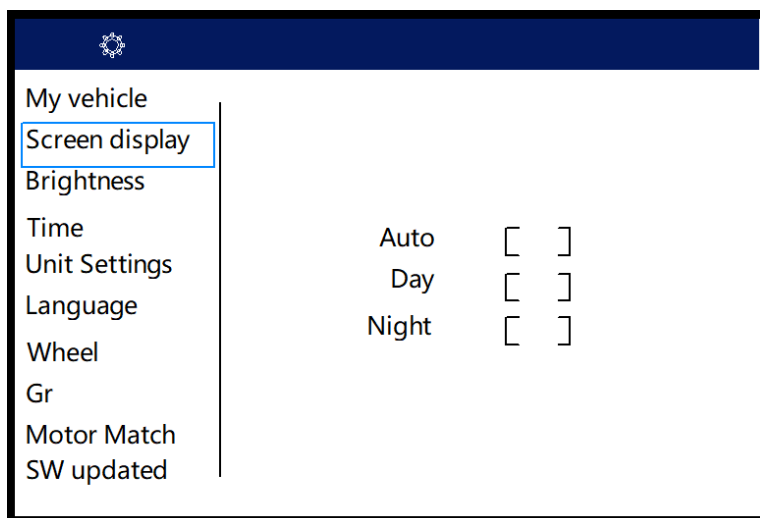 My vehicle
Screen display
Brightness
Time
Unit Settings
Language
Wheel
Gr
Motor Match
SW updated
Auto [ ]
Day [ ]
Night [ ]